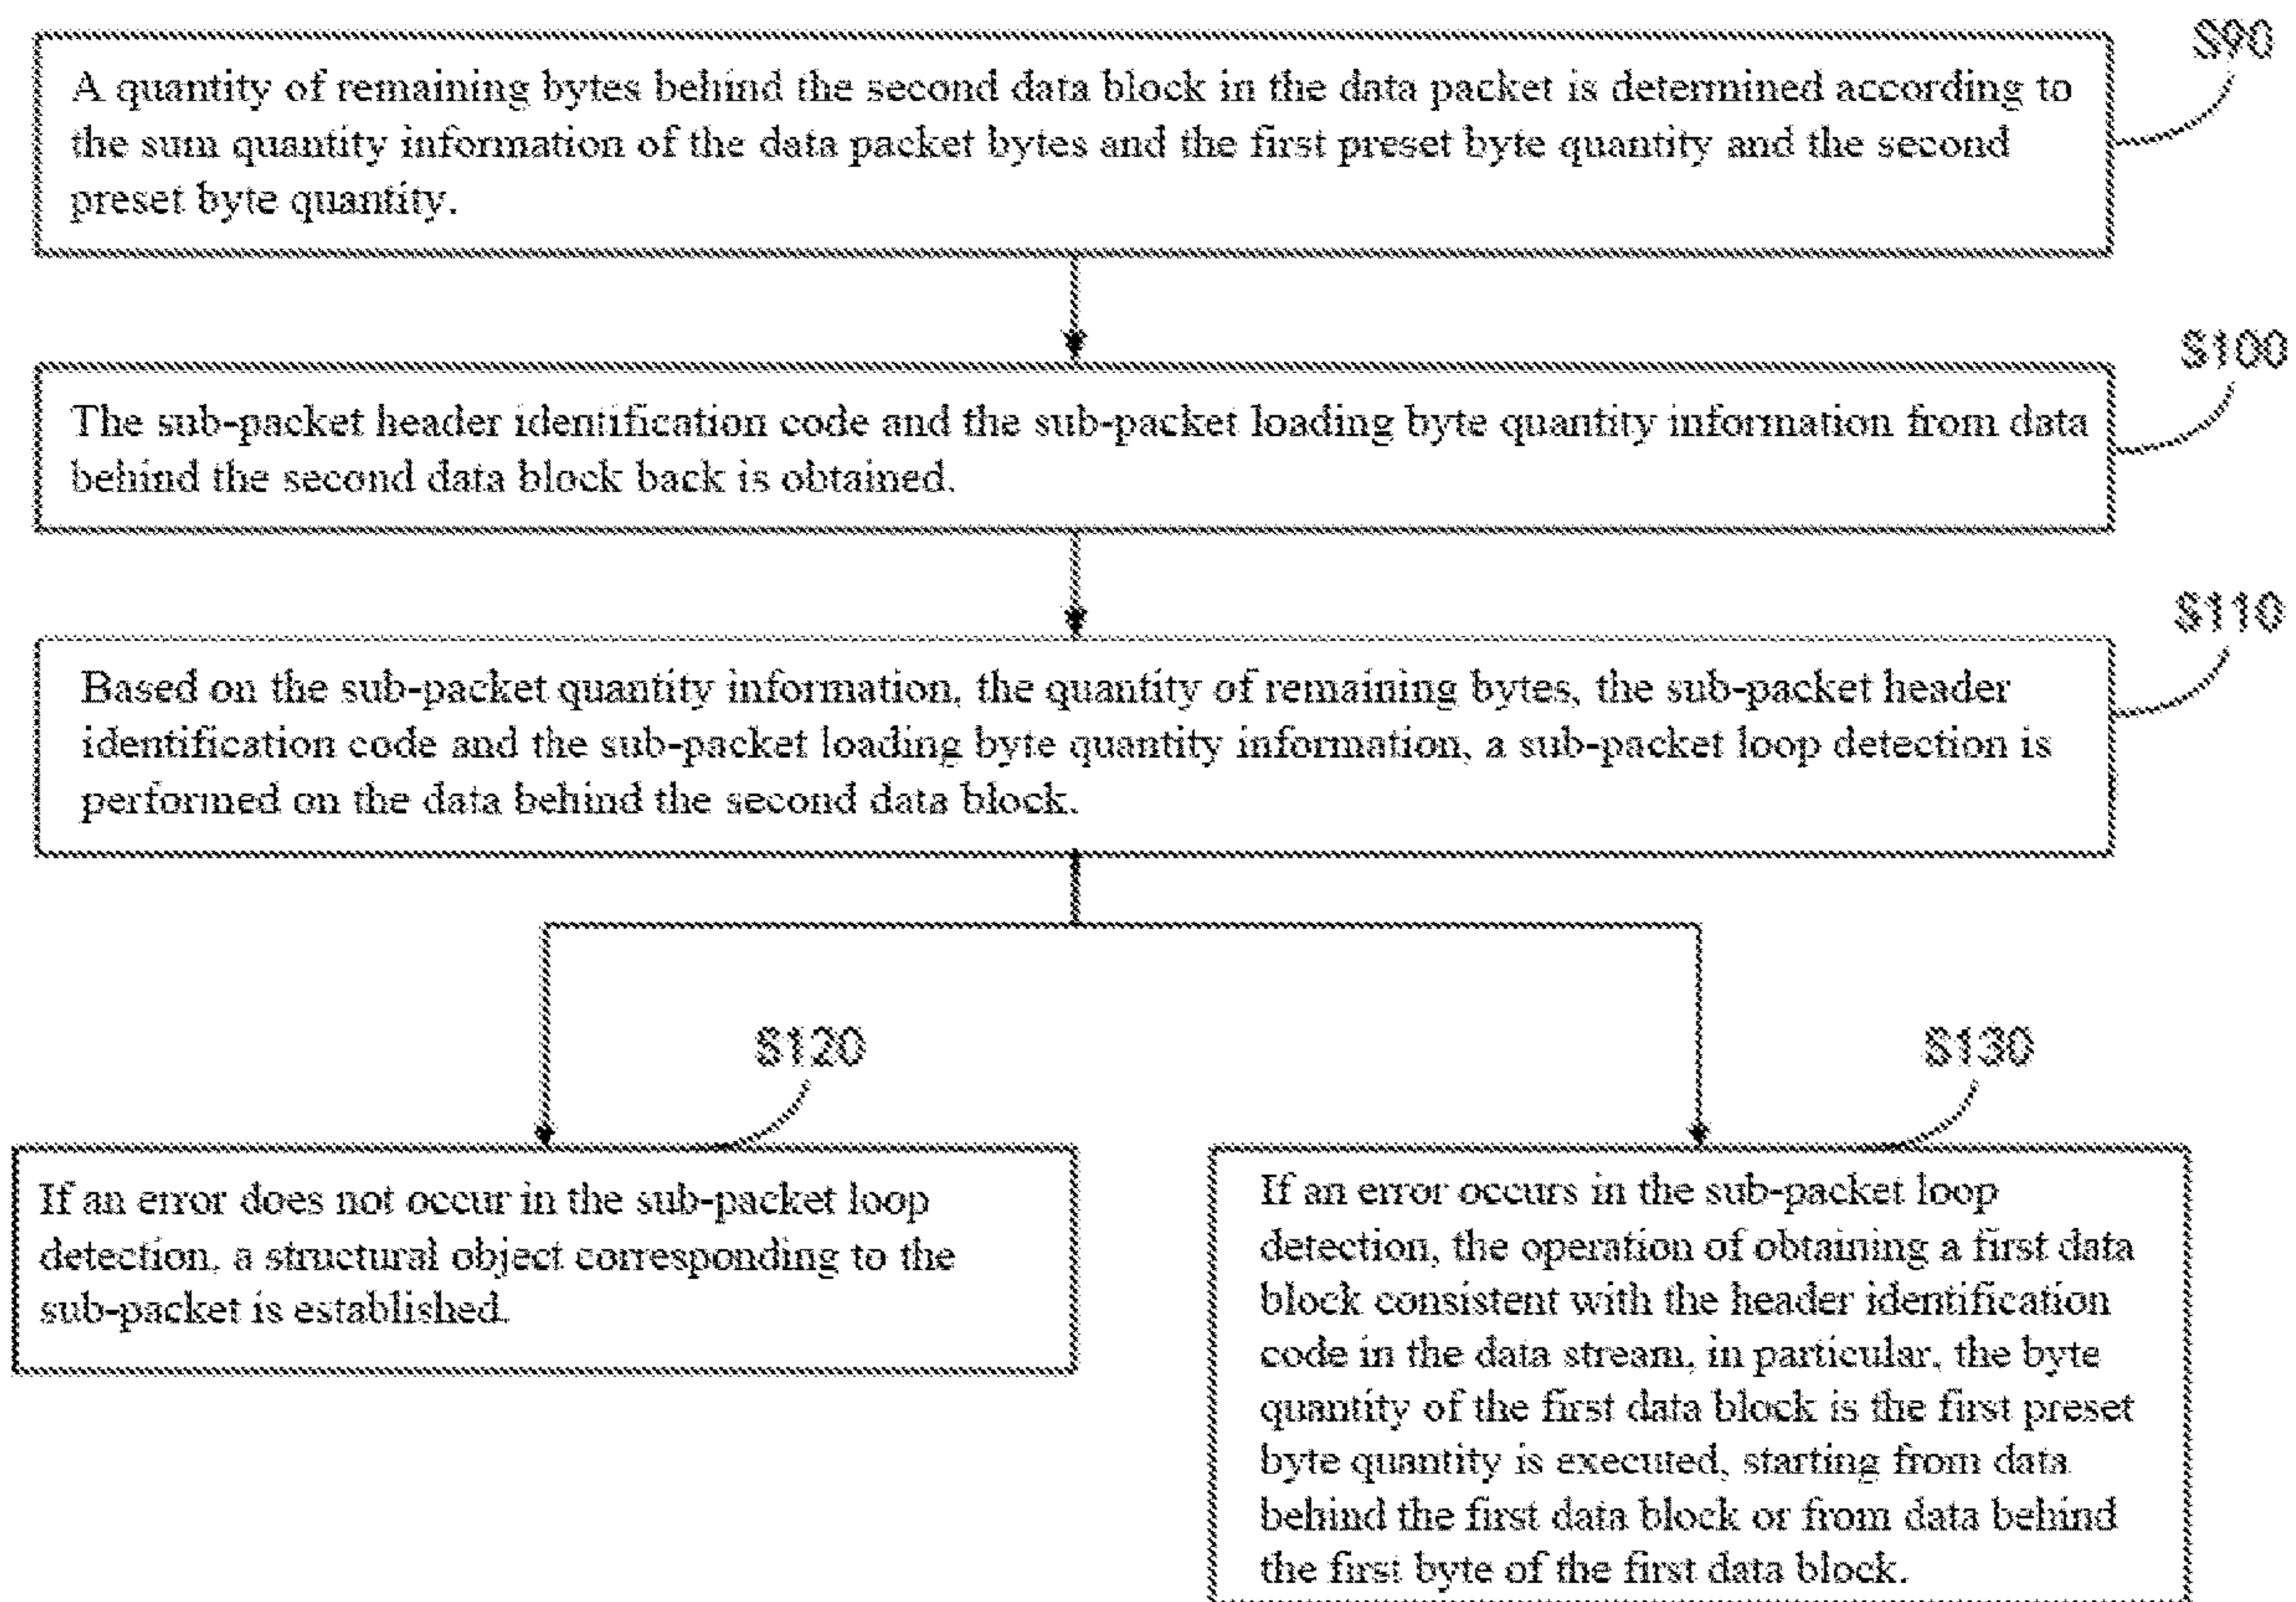 S90
A quantity of remaining bytes behind the second data block in the data packet is determined according to
the sum quantity information of the data packet bytes and the first preset byte quantity and the second
preset byte quantity.
S100
The sub-packet header identification code and the sub-packet loading byte quantity information from data
behind the second data block back is obtained.
S110
Based on the sub-packet quantity information, the quantity of remaining bytes, the sub-packet header
identification code and the sub-packet loading byte quantity information, a sub-packet loop detection is
performed on the data behind the second data block.
S120
If an error does not occur in the sub-packet loop
detection, a structural object corresponding to the
sub-packet is established.
S130
If an error occurs in the sub-packet loop
detection, the operation of obtaining a first data
block consistent with the header identification
code in the data stream, in particular, the byte
quantity of the first data block is the first preset
byte quantity is executed, starting from data
behind the first data block or from data behind
the first byte of the first data block.